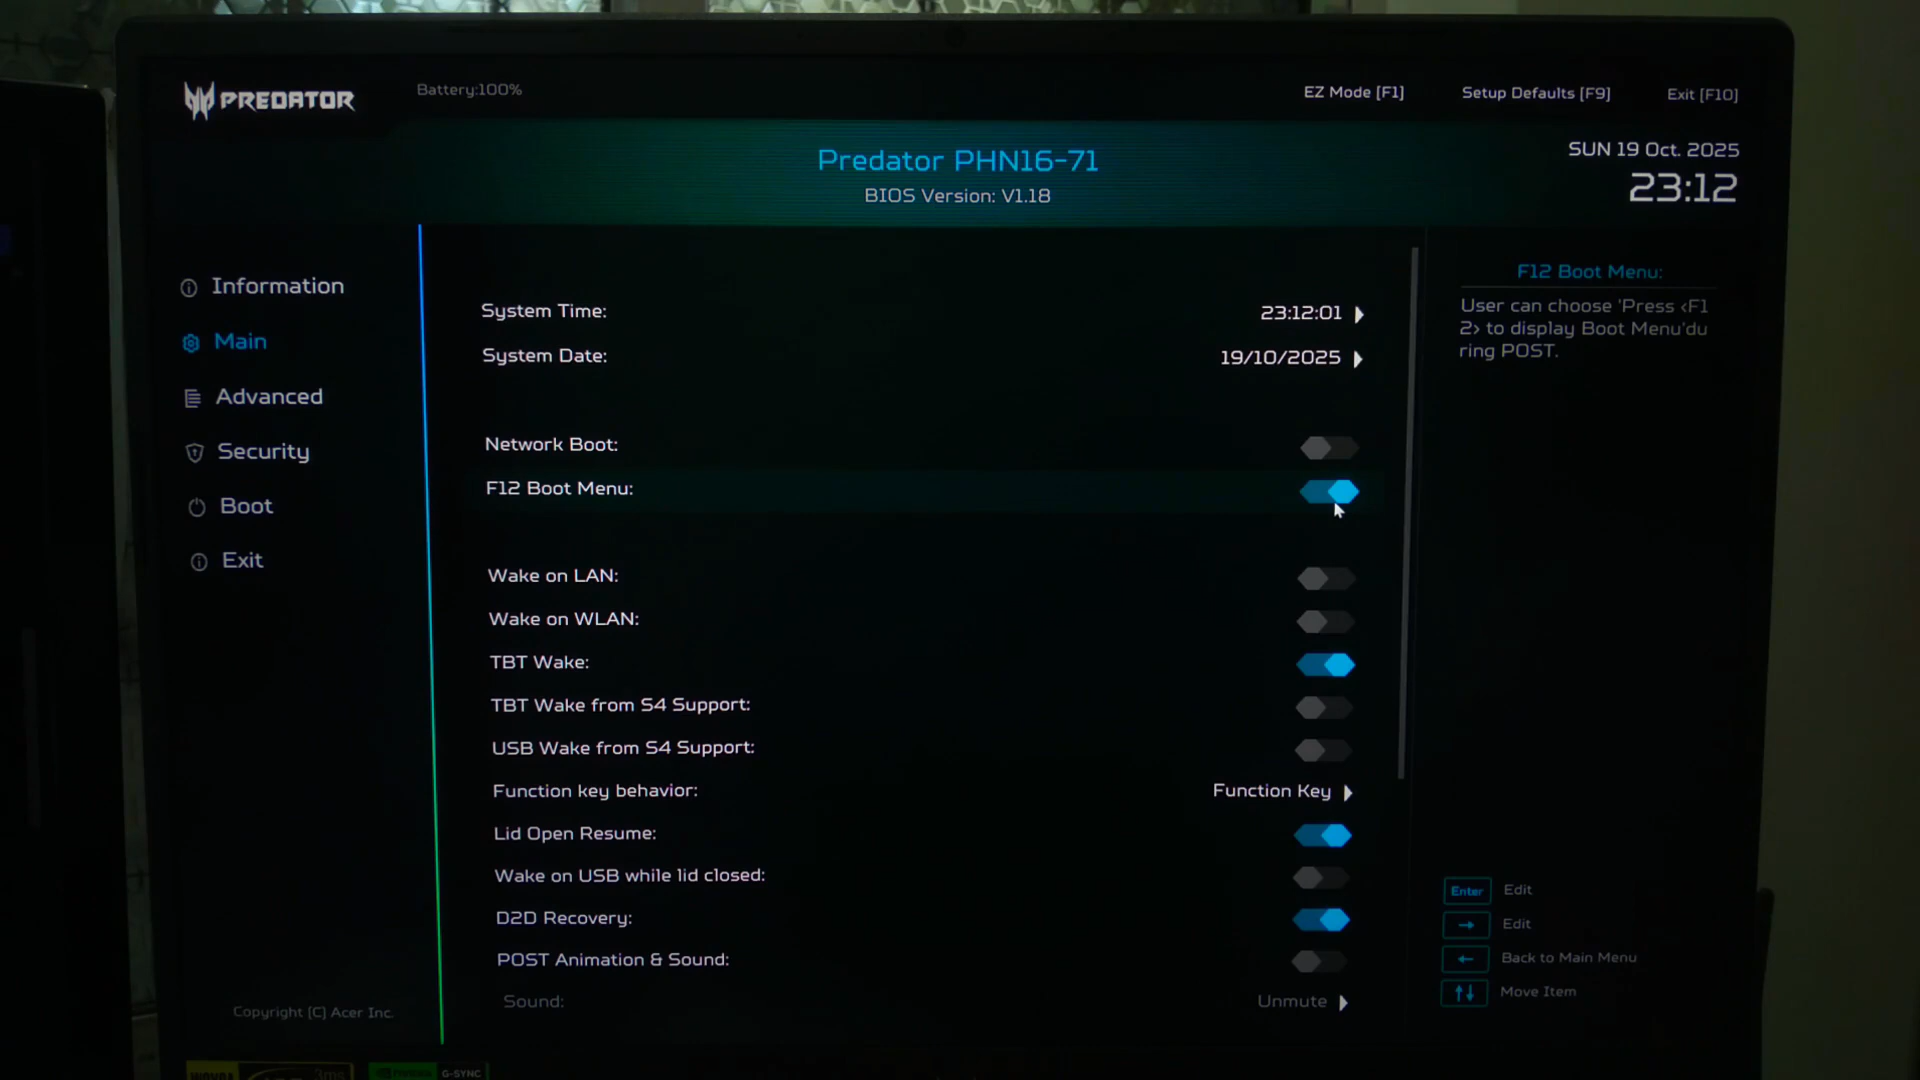 PREDATOR
Battery:100%
EZ Mode [F1]
Setup Defaults [F9]
Exit [F10]
Predator PHN16-71
BIOS Version: V1.18
SUN 19 Oct. 2025
23:12
Information
Main
Advanced
Security
Boot
Exit
System Time:
23:12:01
System Date:
19/10/2025
Network Boot:
F12 Boot Menu:
Wake on LAN:
Wake on WLAN:
TBT Wake:
TBT Wake from S4 Support:
USB Wake from S4 Support:
Function key behavior:
Function Key
Lid Open Resume:
Wake on USB while lid closed:
D2D Recovery:
POST Animation & Sound:
Sound:
Unmute
F12 Boot Menu:
User can choose 'Press <F1
2> to display Boot Menu'du
ring POST.
Enter
Edit
→
Edit
←
Back to Main Menu
↑↓
Move Item
Copyright [C] Acer Inc.
3ms
G-SYNC